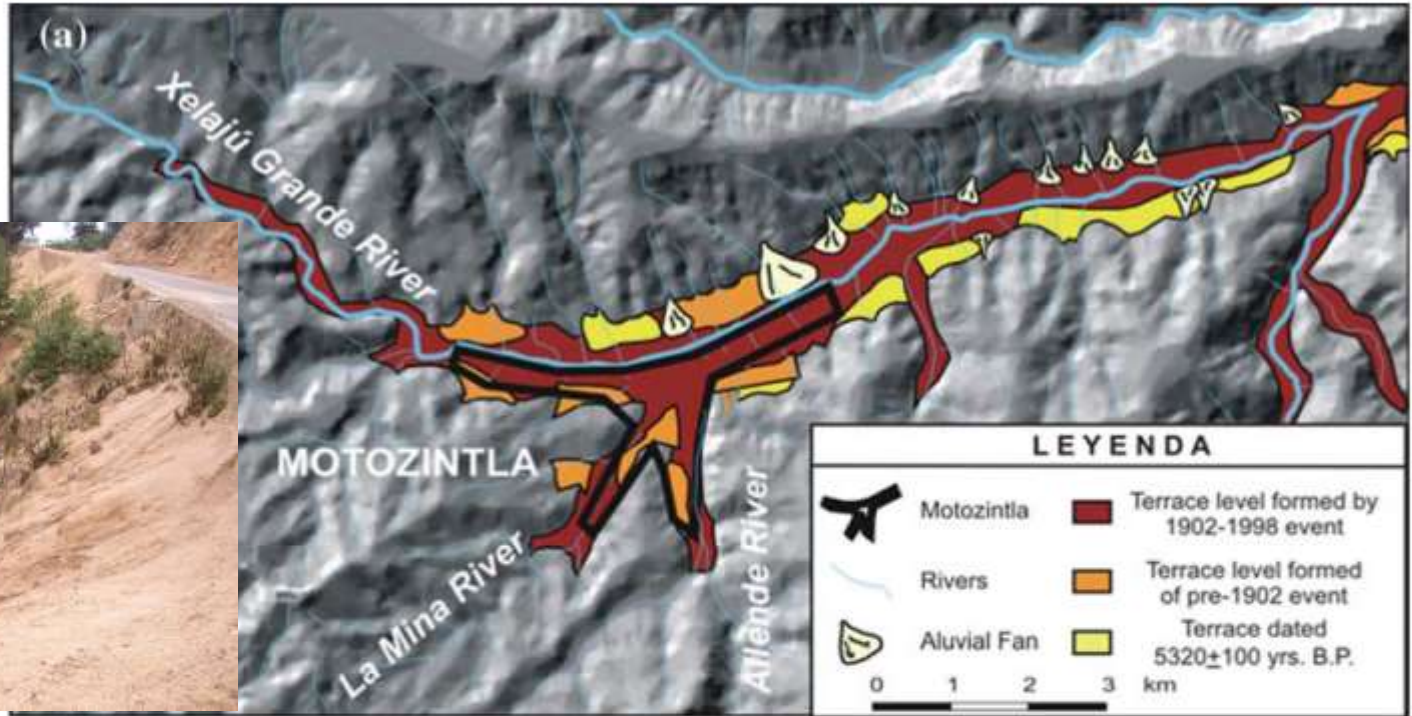 (a)
Xelajú Grande River
MOTOZINTLA
La Mina River
Allende River
LEYENDA
Motozintla
Terrace level formed by
1902-1998 event
Rivers
Terrace level formed
of pre-1902 event
Aluvial Fan
Terrace dated
5320±100 yrs. B.P.
0 1 2 3 km